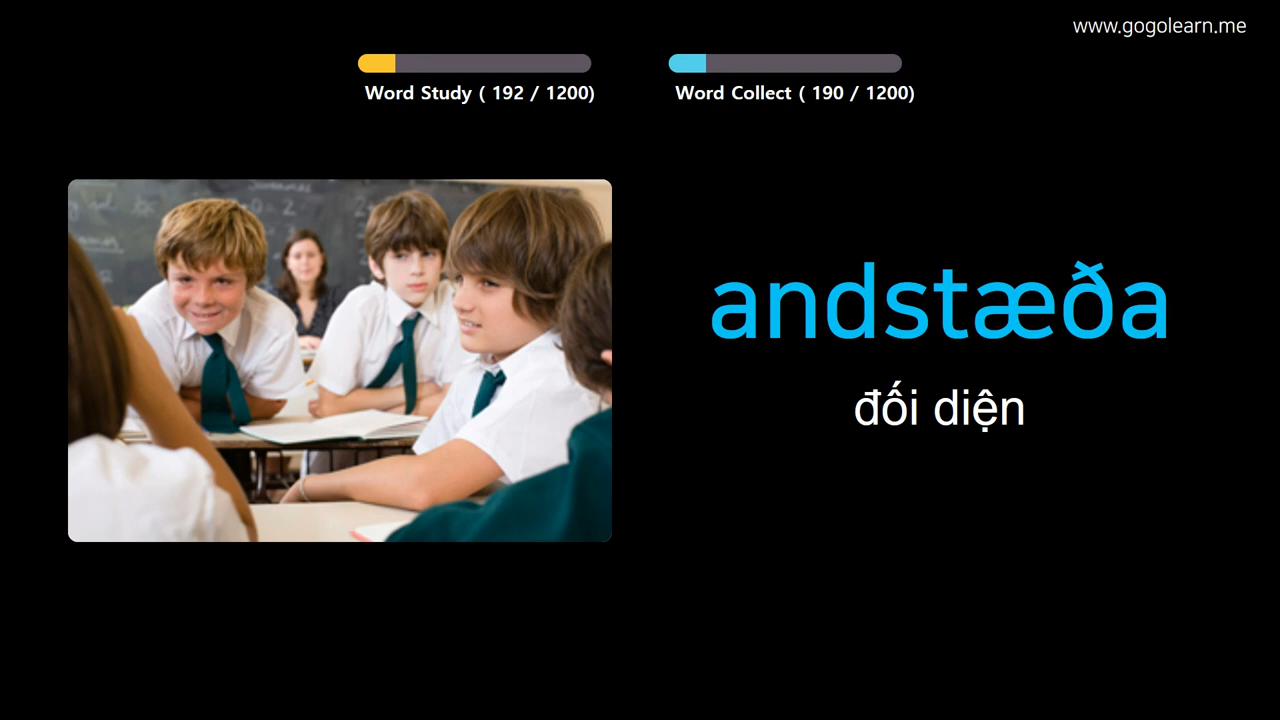 www.gogolearn.me
Word Study ( 192 / 1200)
Word Collect ( 190 / 1200)
andstæða
đối diện